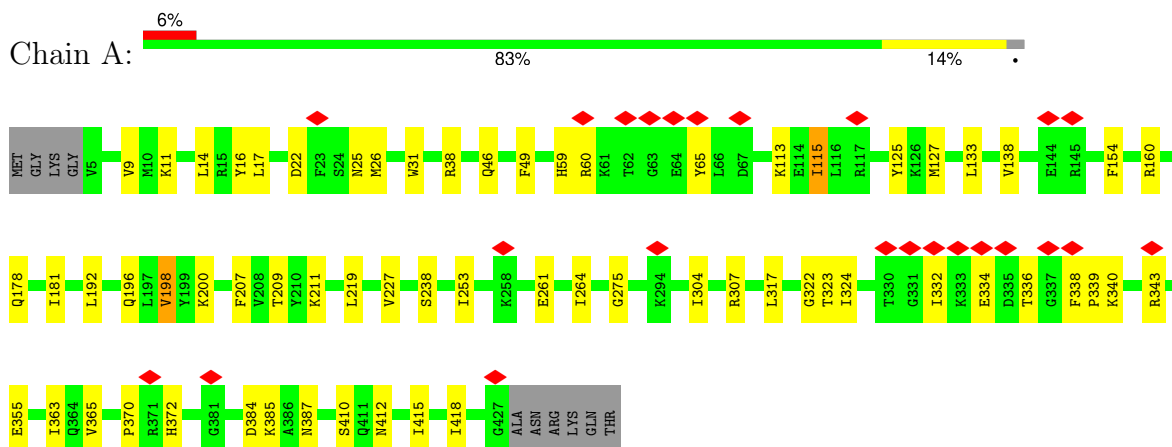 6%
Chain A:
83% 14% •
MET GLY LYS GLY V5 V9 M10 K11 L14 R15 Y16 L17 D22 F23 S24 N25 M26 W31 R38 Q46 F49 H59 R60 K61 T62 G63 E64 Y65 L66 D67 K113 E114 I115 L116 R117 Y125 K126 M127 L133 V138 E144 R145 F154 R160
Q178 I181 L192 Q196 L197 V198 Y199 K200 F207 V208 T209 Y210 K211 L219 V227 S238 I253 K258 E261 I264 G275 K294 I304 R307 L317 G322 T323 I324 T330 G331 I332 K333 E334 D335 T336 G337 F338 P339 K340 R343
E355 I363 Q364 V365 P370 R371 H372 G381 D384 K385 A386 N387 S410 Q411 N412 I415 I418 G427 ALA ASN ARG LYS GLN THR